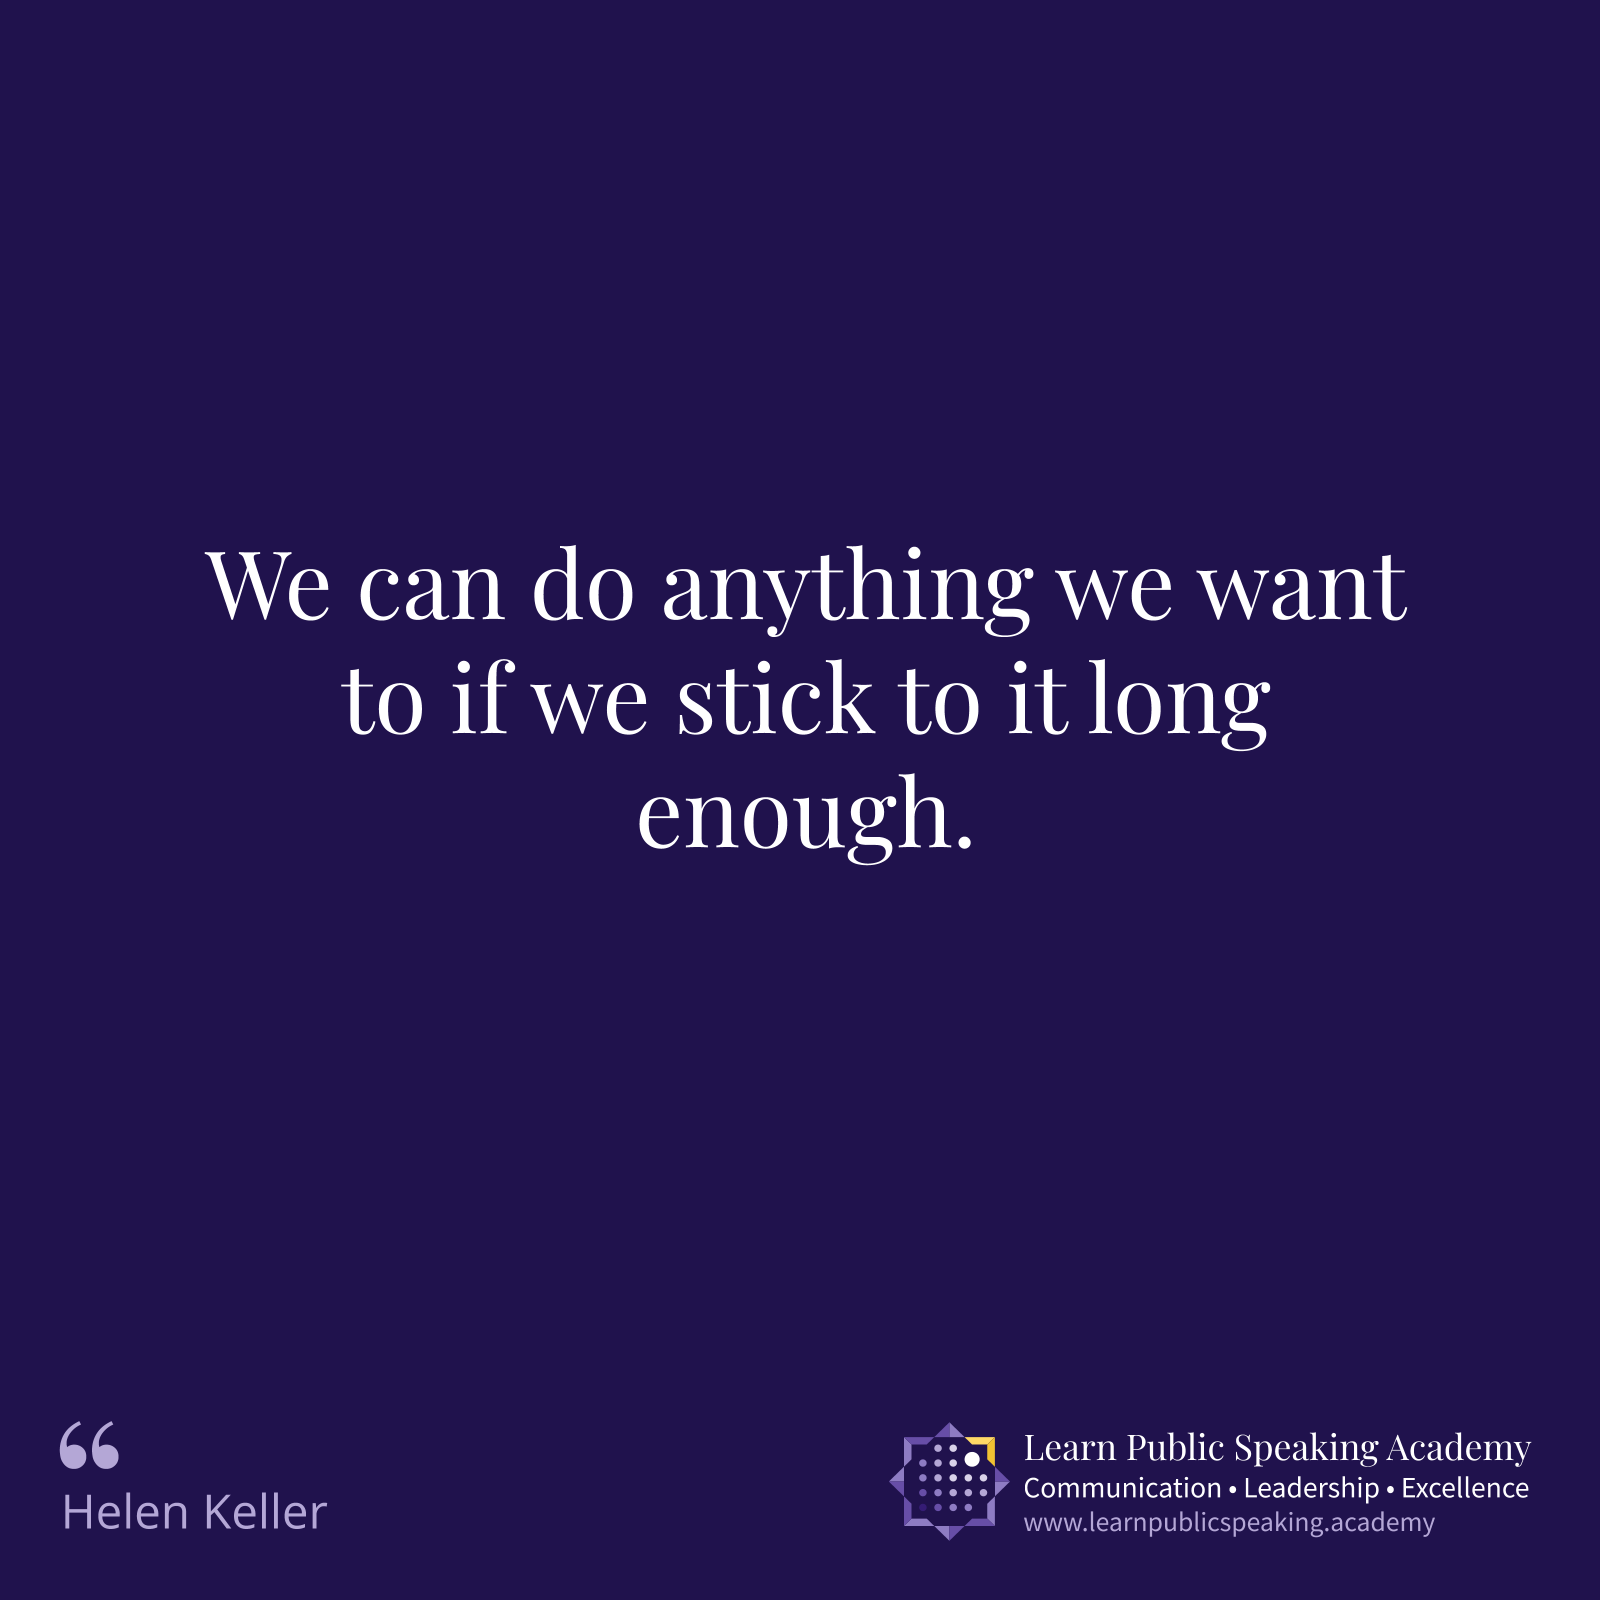 We can do anything we want
to if we stick to it long
enough.
“
Helen Keller
Learn Public Speaking Academy
Communication • Leadership • Excellence
www.learnpublicspeaking.academy